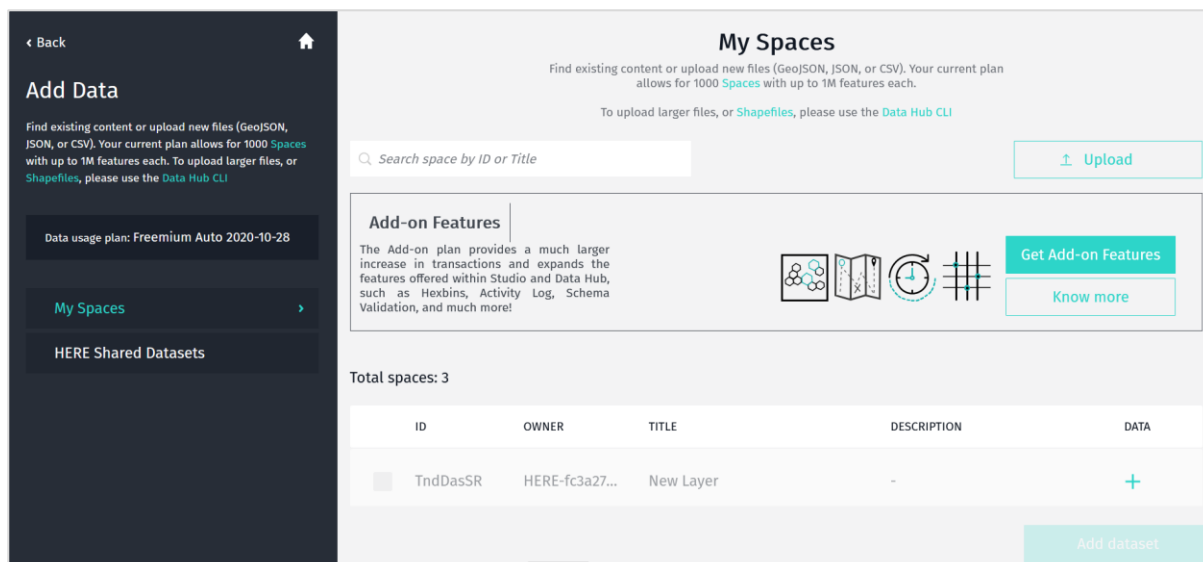 ‹ Back
Add Data
Find existing content or upload new files (GeoJSON,
JSON, or CSV). Your current plan allows for 1000 Spaces
with up to 1M features each. To upload larger files, or
Shapefiles, please use the Data Hub CLI
Data usage plan: Freemium Auto 2020-10-28
My Spaces ›
HERE Shared Datasets
My Spaces
Find existing content or upload new files (GeoJSON, JSON, or CSV). Your current plan
allows for 1000 Spaces with up to 1M features each.
To upload larger files, or Shapefiles, please use the Data Hub CLI
Search space by ID or Title
Upload
Add-on Features
The Add-on plan provides a much larger
increase in transactions and expands the
features offered within Studio and Data Hub,
such as Hexbins, Activity Log, Schema
Validation, and much more!
Get Add-on Features
Know more
Total spaces: 3
ID OWNER TITLE DESCRIPTION DATA
TndDasSR HERE-fc3a27... New Layer - +
Add dataset